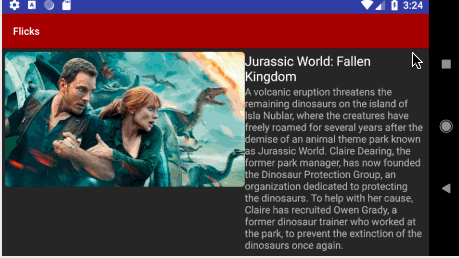 3:24
Flicks
Jurassic World: Fallen
Kingdom
A volcanic eruption threatens the
remaining dinosaurs on the island of
Isla Nublar, where the creatures have
freely roamed for several years after the
demise of an animal theme park known
as Jurassic World. Claire Dearing, the
former park manager, has now founded
the Dinosaur Protection Group, an
organization dedicated to protecting
the dinosaurs. To help with her cause,
Claire has recruited Owen Grady, a
former dinosaur trainer who worked at
the park, to prevent the extinction of the
dinosaurs once again.